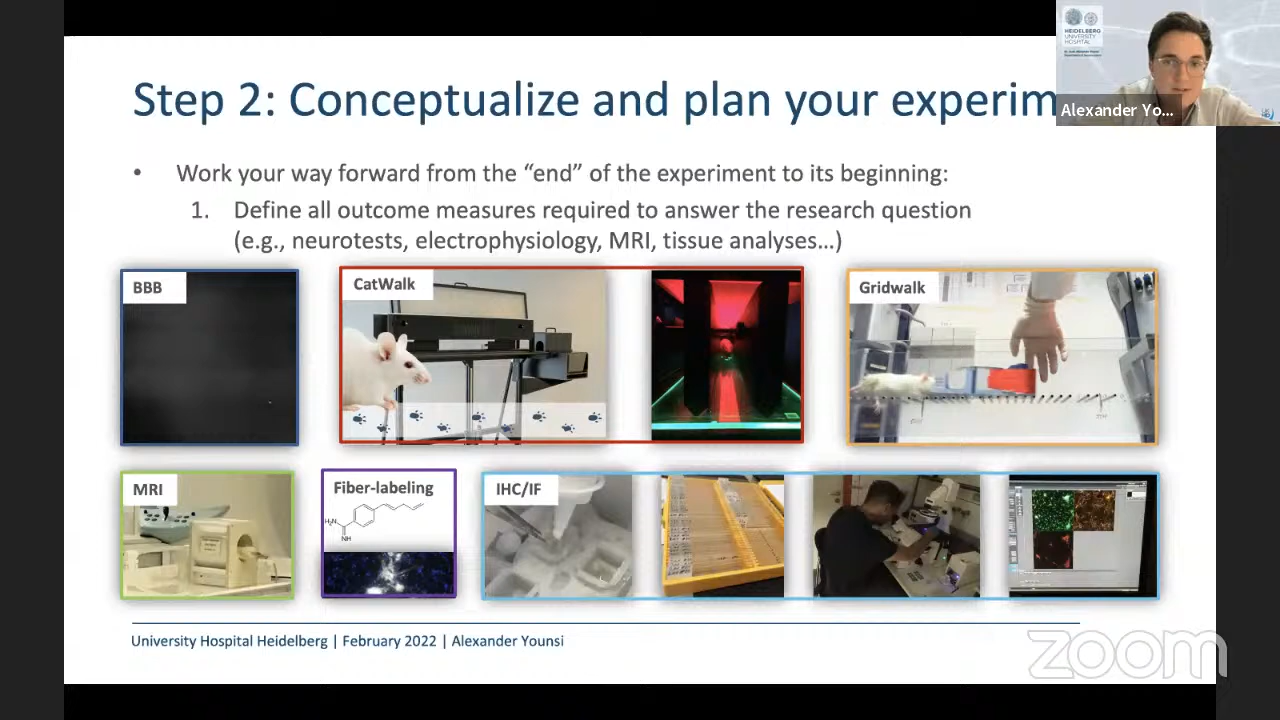 Step 2: Conceptualize and plan your experim
HEIDELBERG
UNIVERSITY
HOSPITAL
Alexander Yo...
• Work your way forward from the “end” of the experiment to its beginning:
1. Define all outcome measures required to answer the research question
(e.g., neurotests, electrophysiology, MRI, tissue analyses…)
BBB
CatWalk
Gridwalk
MRI
Fiber-labeling
H₂N
NH
IHC/IF
University Hospital Heidelberg | February 2022 | Alexander Younsi
zoom